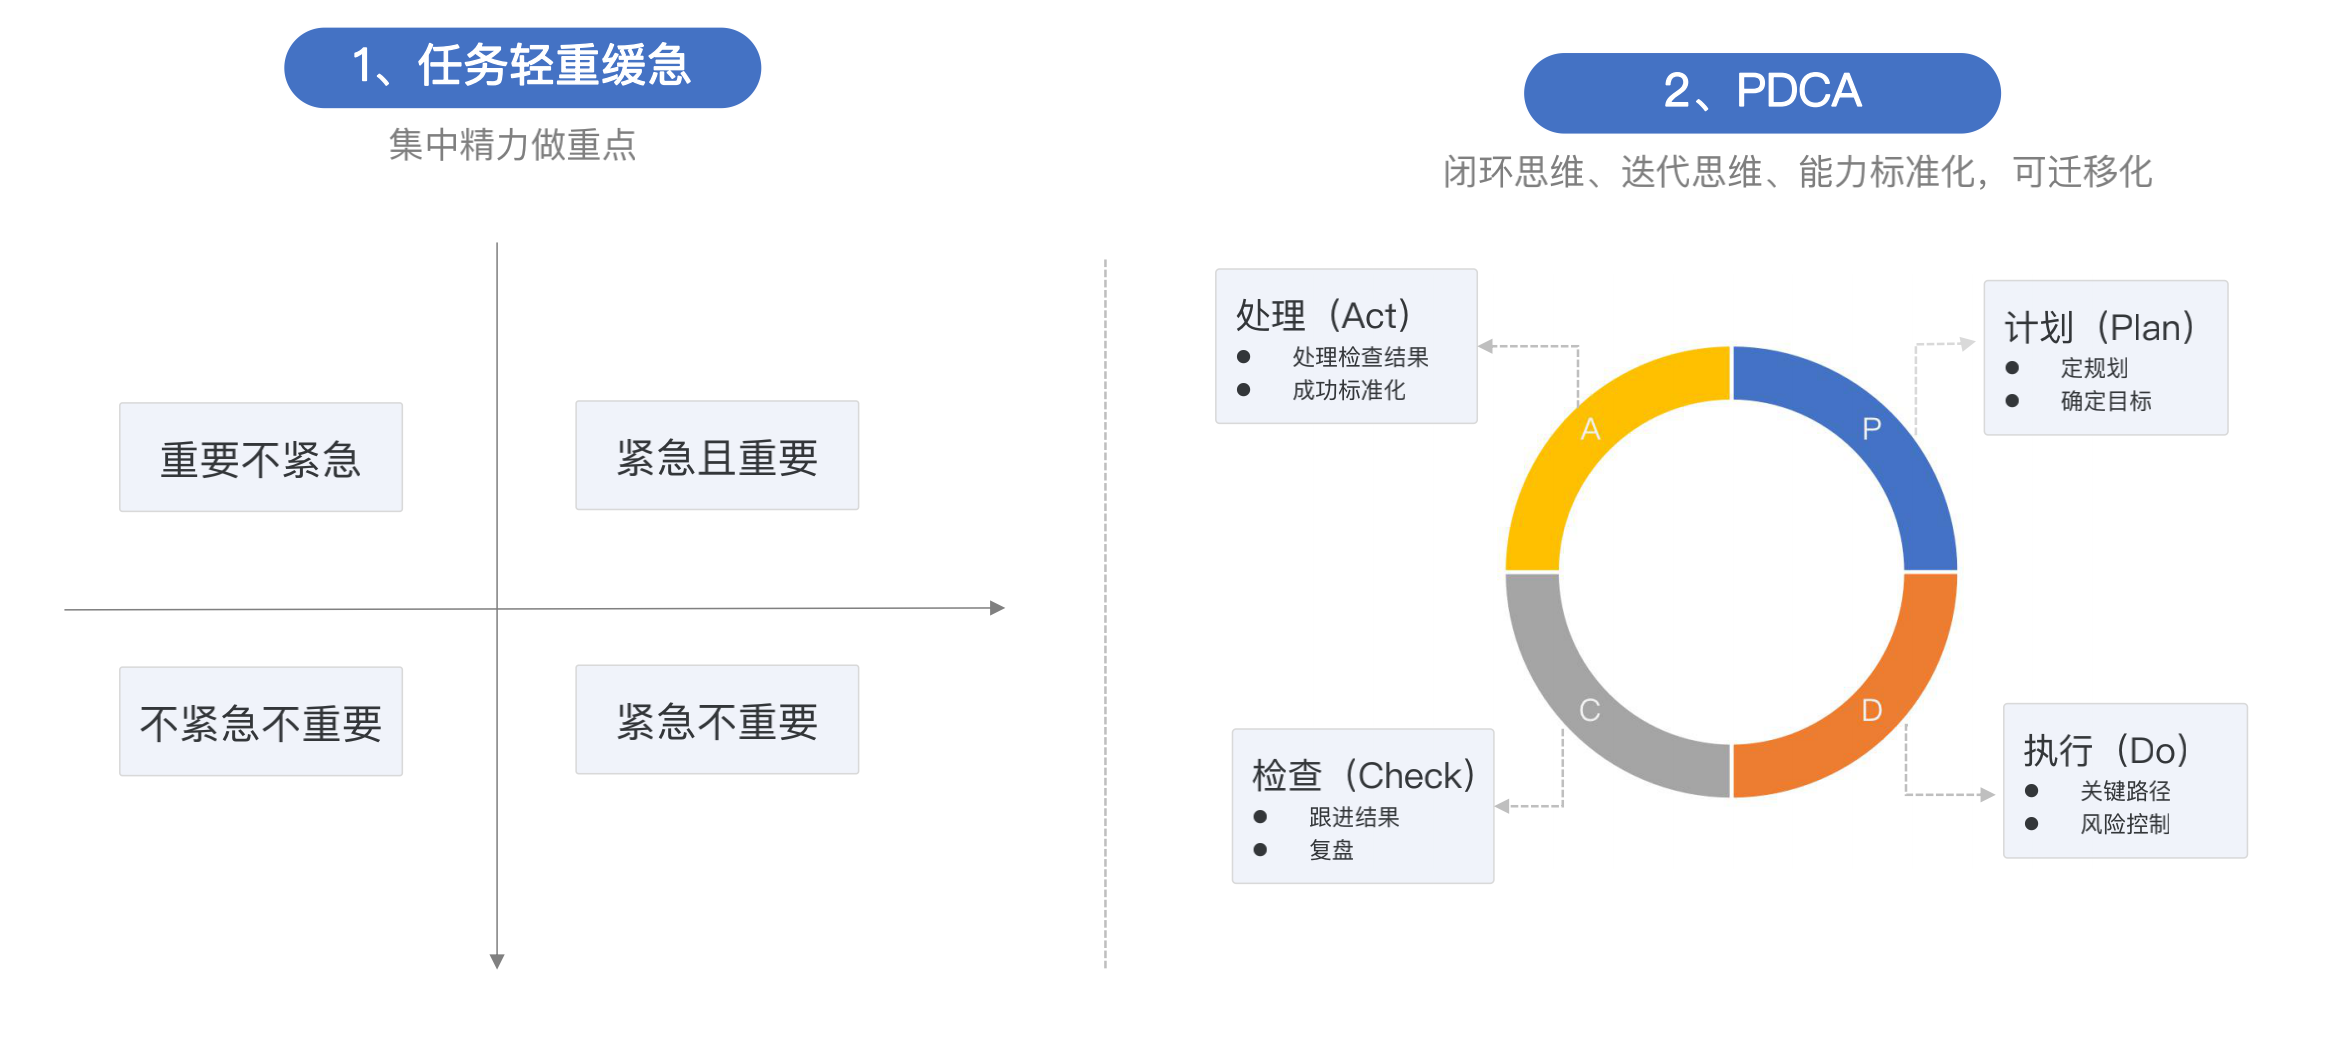 1、任务轻重缓急
集中精力做重点
重要不紧急
紧急且重要
不紧急不重要
紧急不重要
2、PDCA
闭环思维、迭代思维、能力标准化，可迁移化
处理（Act）
● 处理检查结果
● 成功标准化
计划（Plan）
● 定规划
● 确定目标
A
P
C
D
检查（Check）
● 跟进结果
● 复盘
执行（Do）
● 关键路径
● 风险控制